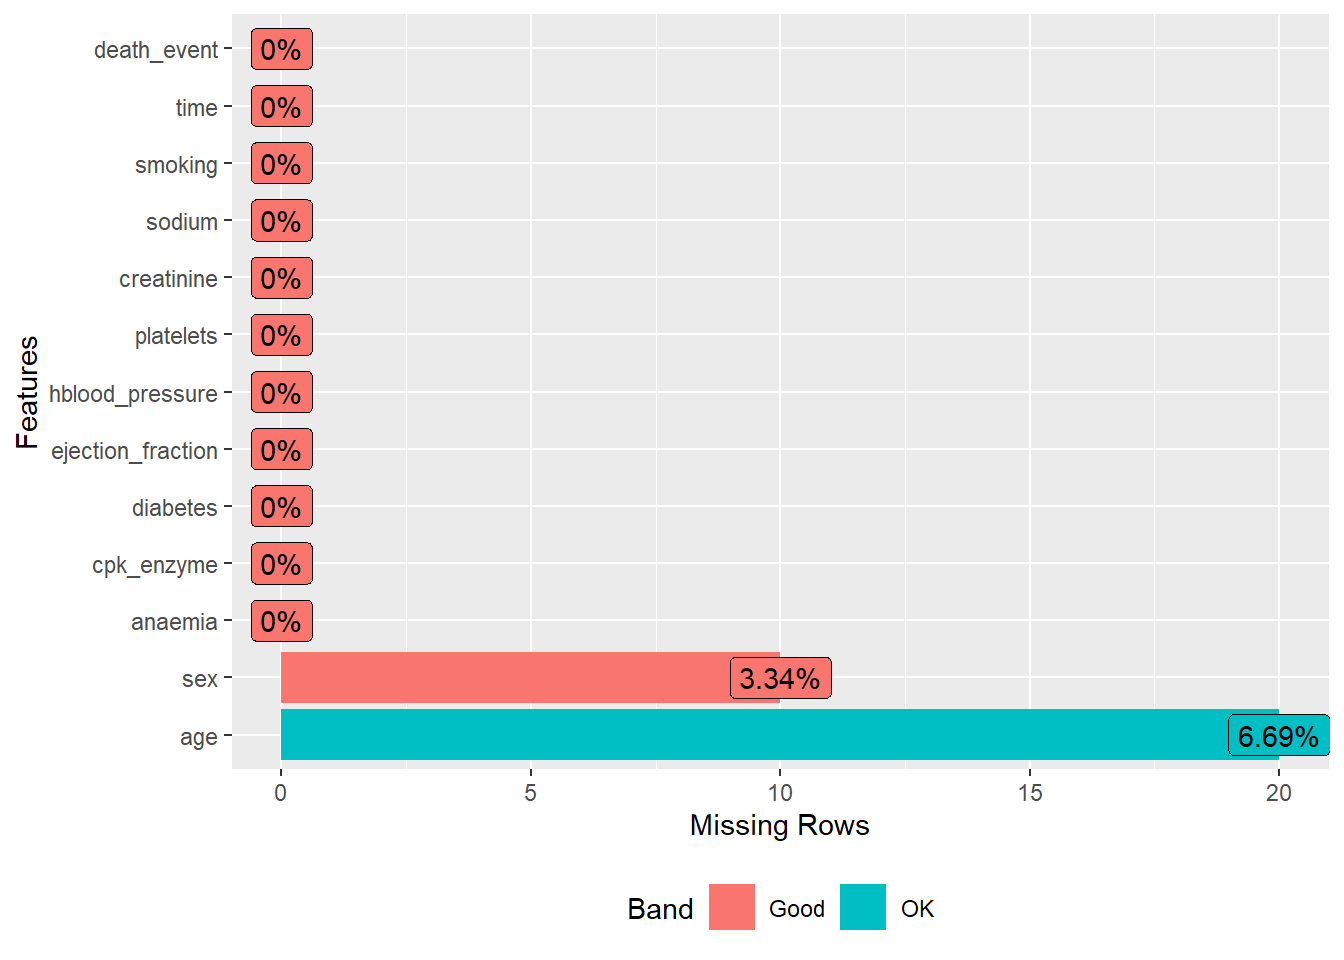 Features
death_event 0%
time 0%
smoking 0%
sodium 0%
creatinine 0%
platelets 0%
hblood_pressure 0%
ejection_fraction 0%
diabetes 0%
cpk_enzyme 0%
anaemia 0%
sex 3.34%
age 6.69%
0 5 10 15 20
Missing Rows
Band Good OK